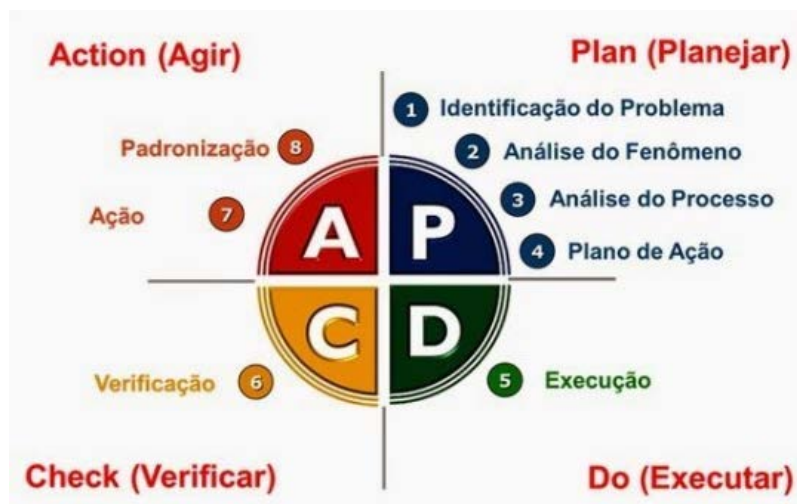 Action (Agir)
Plan (Planejar)
1 Identificação do Problema
2 Análise do Fenômeno
3 Análise do Processo
4 Plano de Ação
Padronização 8
Ação 7
A P
C D
Verificação 6
5 Execução
Check (Verificar)
Do (Executar)